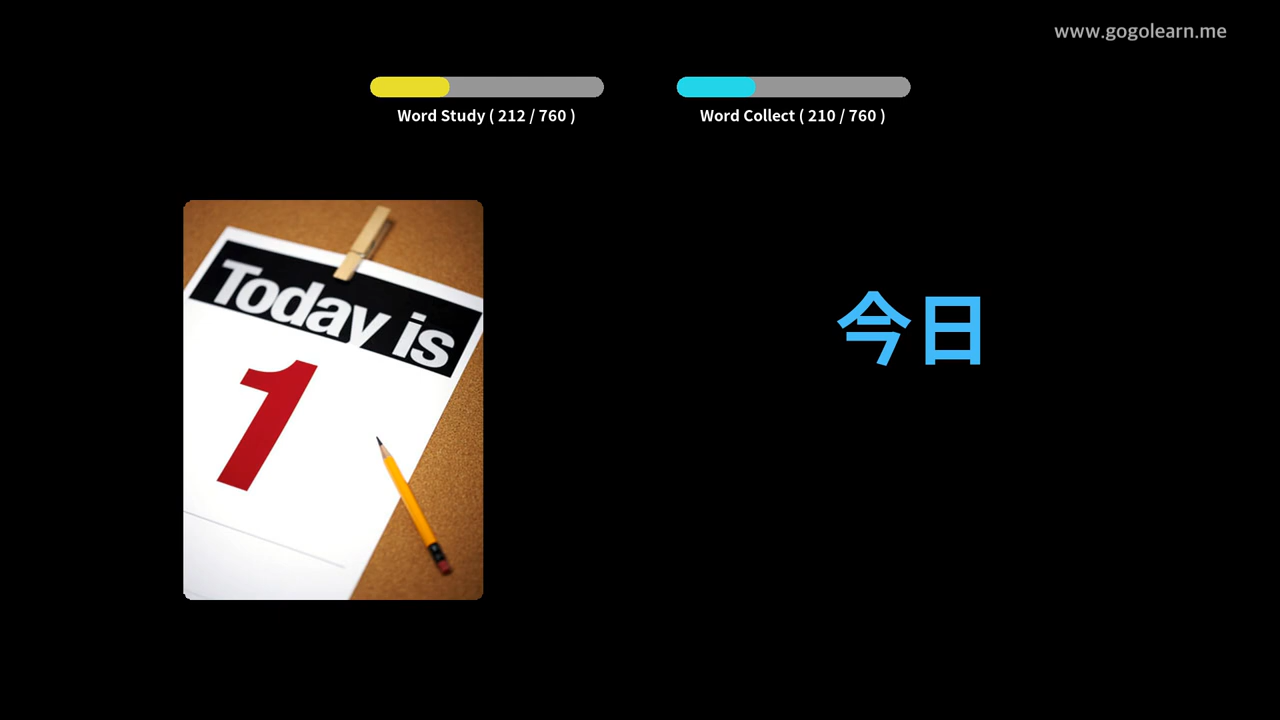 www.gogolearn.me
Word Study ( 212 / 760 )
Word Collect ( 210 / 760 )
Today is
1
今日